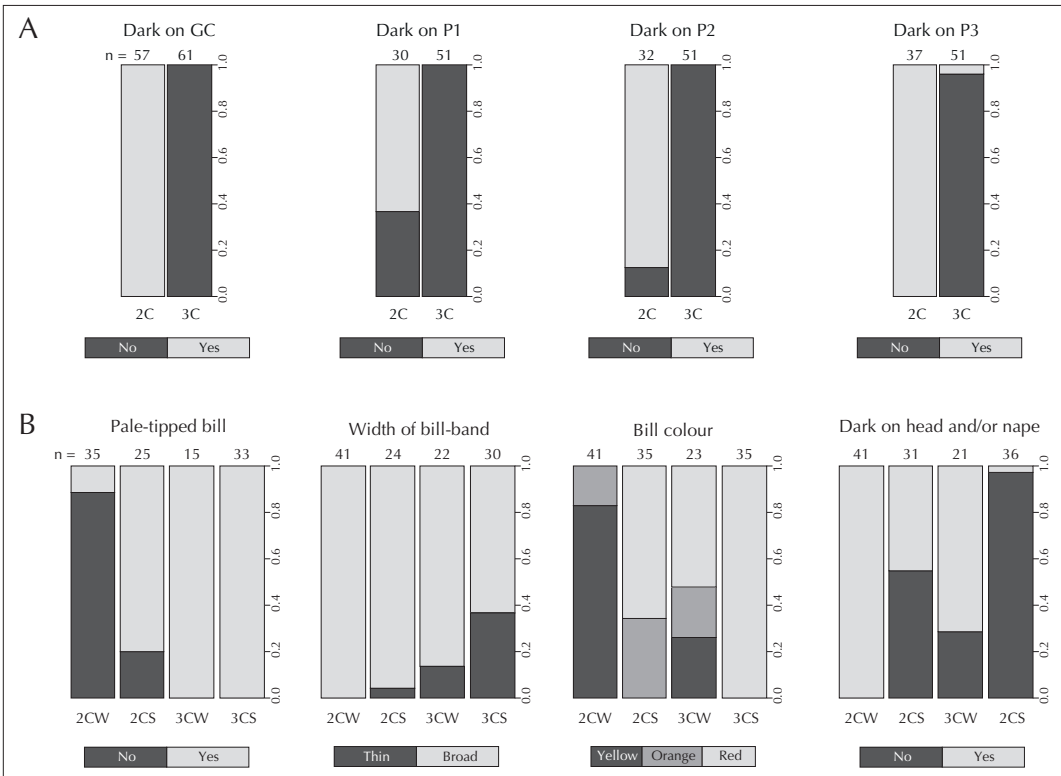 A
Dark on GC Dark on P1 Dark on P2 Dark on P3
n = 57 61 30 51 32 51 37 51
1.0 1.0 1.0 1.0
0.8 0.8 0.8 0.8
0.6 0.6 0.6 0.6
0.4 0.4 0.4 0.4
0.2 0.2 0.2 0.2
0.0 0.0 0.0 0.0
2C 3C 2C 3C 2C 3C 2C 3C
No Yes No Yes No Yes No Yes
B
Pale-tipped bill Width of bill-band Bill colour Dark on head and/or nape
n = 35 25 15 33 41 24 22 30 41 35 23 35 41 31 21 36
1.0 1.0 1.0 1.0
0.8 0.8 0.8 0.8
0.6 0.6 0.6 0.6
0.4 0.4 0.4 0.4
0.2 0.2 0.2 0.2
0.0 0.0 0.0 0.0
2CW 2CS 3CW 3CS 2CW 2CS 3CW 3CS 2CW 2CS 3CW 3CS 2CW 2CS 3CW 2CS
No Yes Thin Broad Yellow Orange Red No Yes